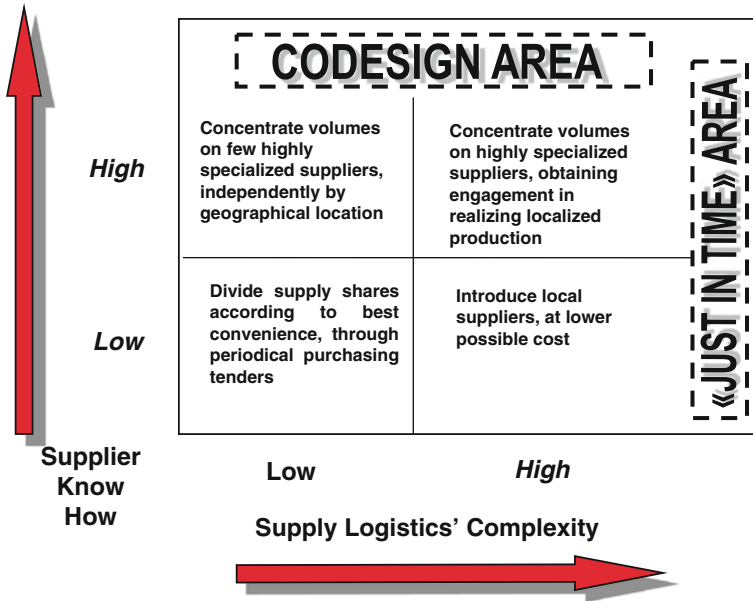 CODESIGN AREA
«JUST IN TIME» AREA
High
Concentrate volumes
on few highly
specialized suppliers,
independently by
geographical location
Concentrate volumes
on highly specialized
suppliers, obtaining
engagement in
realizing localized
production
Low
Divide supply shares
according to best
convenience, through
periodical purchasing
tenders
Introduce local
suppliers, at lower
possible cost
Supplier
Know
How
Low
High
Supply Logistics’ Complexity